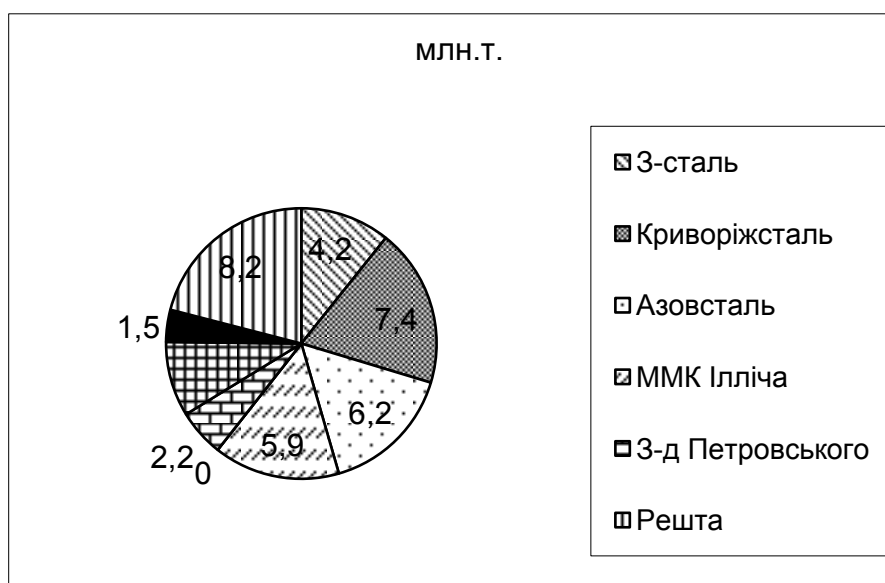 млн.т.
4,2
7,4
6,2
5,9
2,2
0
1,5
8,2
З-сталь
Криворіжсталь
Азовсталь
ММК Ілліча
З-д Петровського
Решта